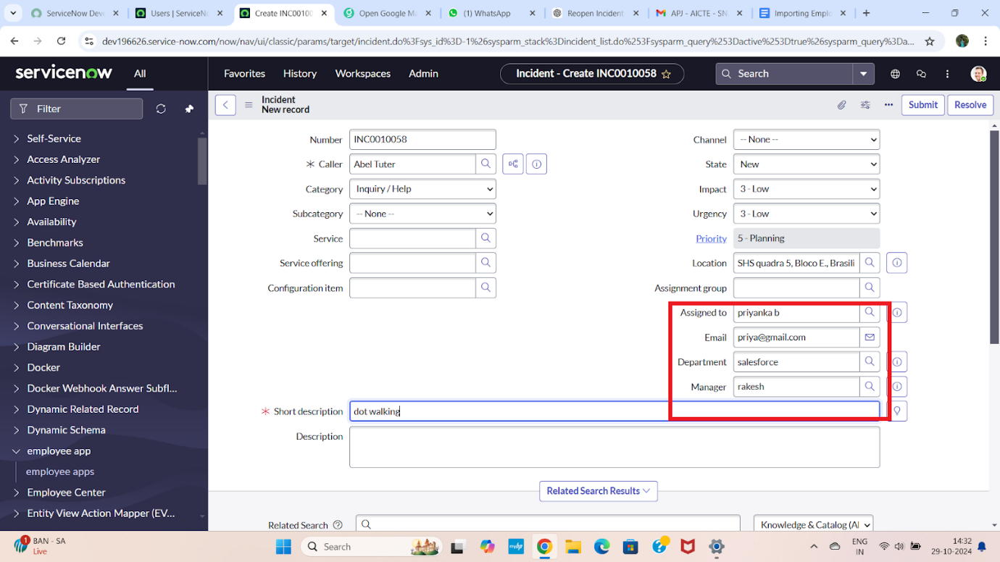 ServiceNow Deve
Users | ServiceNo
Create INC00100
Open Google Ma
(1) WhatsApp
Reopen Incident
APJ - AICTE - SN
Importing Emplo
dev196626.service-now.com/now/nav/ui/classic/params/target/incident.do%3Fsys_id%3D-1%26sysparm_stack%3Dincident_list.do%253Fsysparm_query%253Dactive%253Dtrue%26sysparm_query%3Da...
servicenow
All
Favorites
History
Workspaces
Admin
Incident - Create INC0010058
Search
Filter
Incident
New record
Submit
Resolve
Self-Service
Access Analyzer
Activity Subscriptions
App Engine
Availability
Benchmarks
Business Calendar
Certificate Based Authentication
Content Taxonomy
Conversational Interfaces
Diagram Builder
Docker
Docker Webhook Answer Subfl...
Dynamic Related Record
Dynamic Schema
employee app
employee apps
Employee Center
Entity View Action Mapper (EV...
Number INC0010058
Caller Abel Tuter
Category Inquiry / Help
Subcategory -- None --
Service
Service offering
Configuration item
Channel -- None --
State New
Impact 3 - Low
Urgency 3 - Low
Priority 5 - Planning
Location SHS quadra 5, Bloco E., Brasili
Assignment group
Assigned to priyanka b
Email priya@gmail.com
Department salesforce
Manager rakesh
Short description dot walking
Description
Related Search Results
Related Search
Knowledge & Catalog (Al
1
BAN - SA
Live
Search
ENG
IN
14:32
29-10-2024